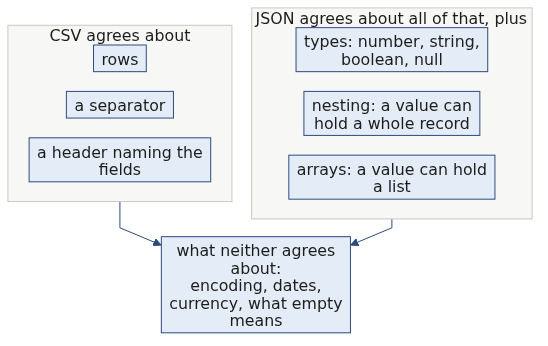 CSV agrees about
rows
a separator
a header naming the
fields
JSON agrees about all of that, plus
types: number, string,
boolean, null
nesting: a value can
hold a whole record
arrays: a value can hold
a list
what neither agrees
about:
encoding, dates,
currency, what empty
means